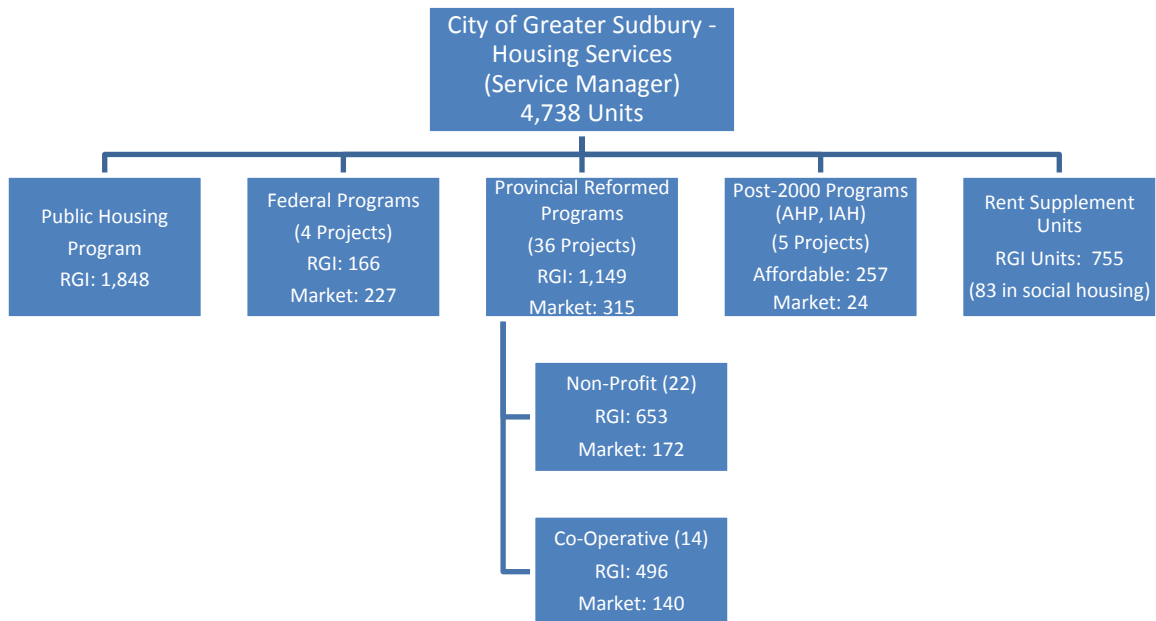 City of Greater Sudbury -
Housing Services
(Service Manager)
4,738 Units
Public Housing
Program
RGI: 1,848
Federal Programs
(4 Projects)
RGI: 166
Market: 227
Provincial Reformed
Programs
(36 Projects)
RGI: 1,149
Market: 315
Post-2000 Programs
(AHP, IAH)
(5 Projects)
Affordable: 257
Market: 24
Rent Supplement
Units
RGI Units:  755
(83 in social housing)
Non-Profit (22)
RGI: 653
Market: 172
Co-Operative (14)
RGI: 496
Market: 140